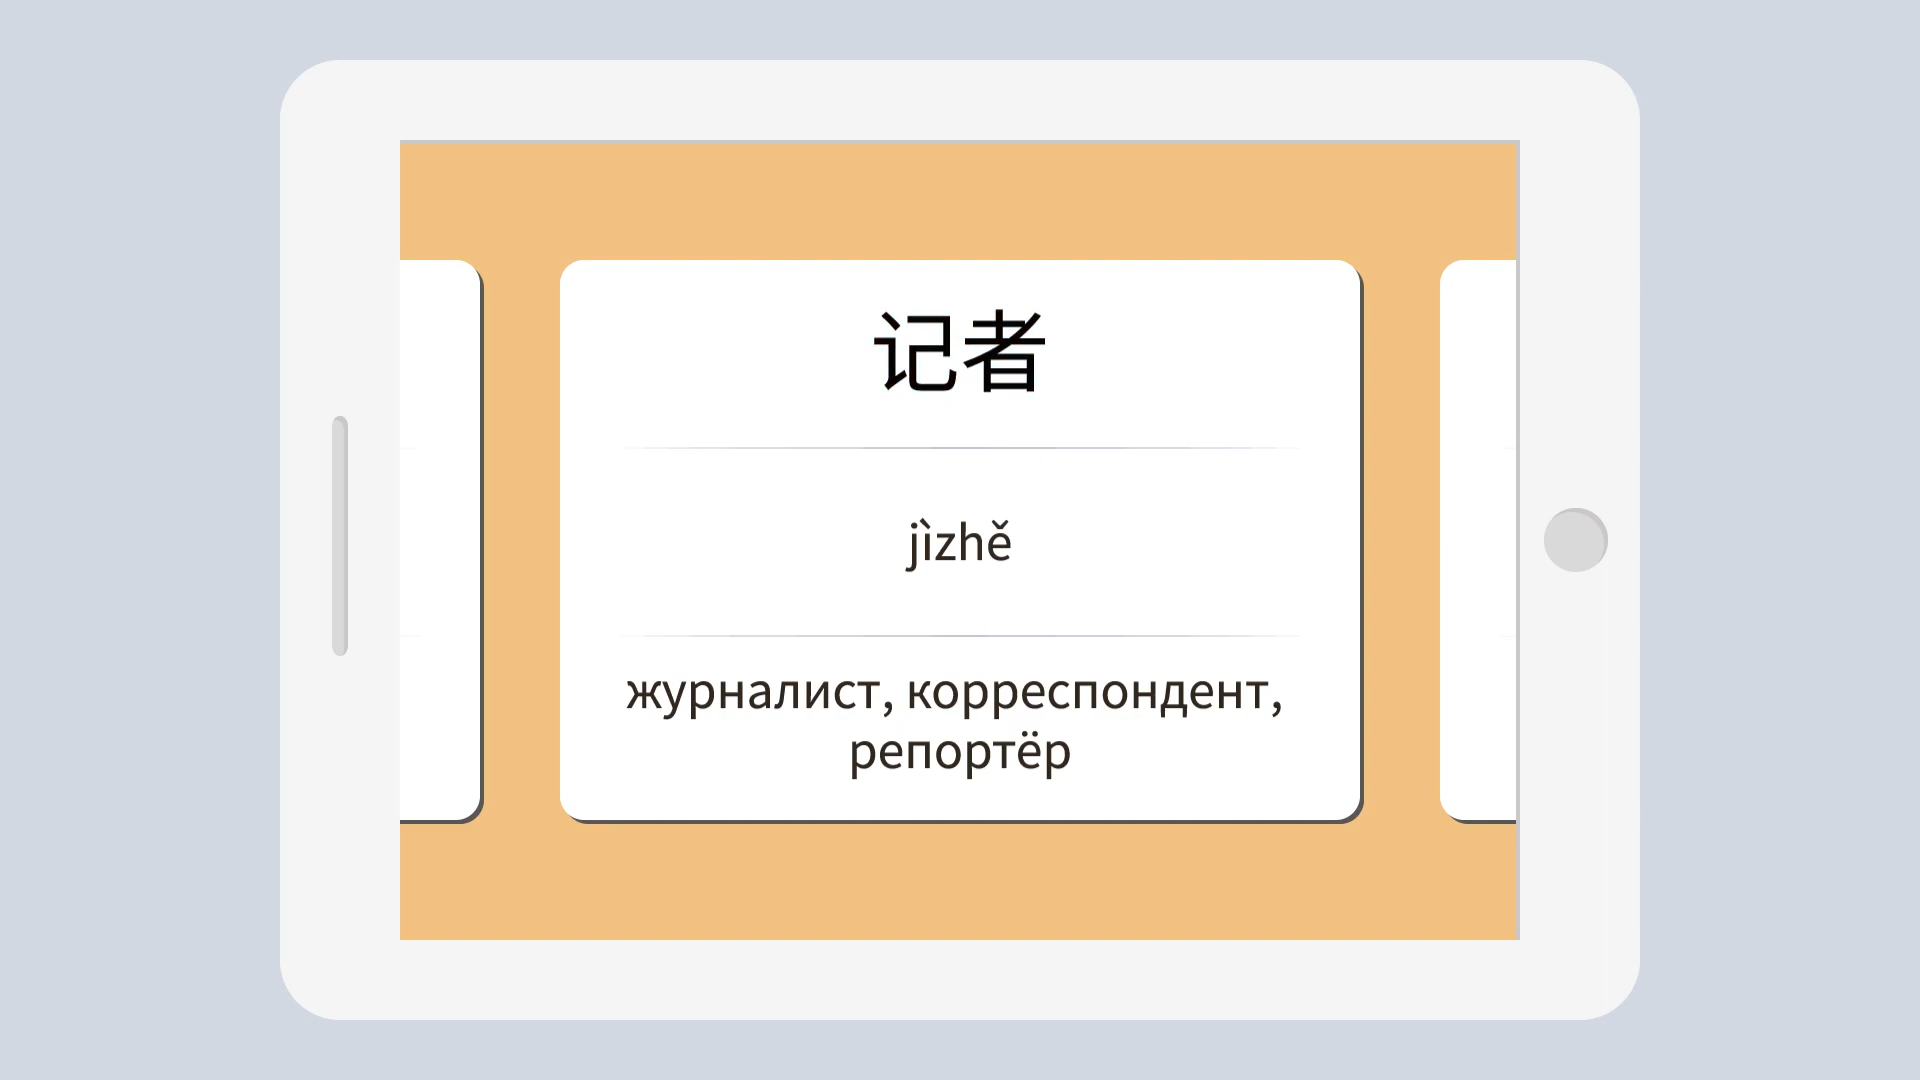 记者
jìzhě
журналист, корреспондент,
репортёр